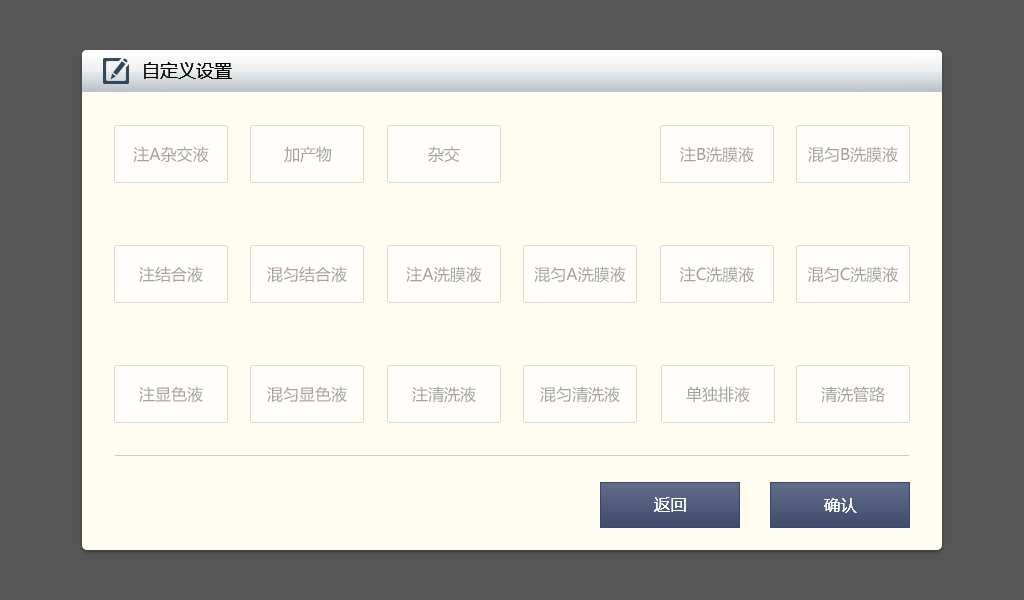 自定义设置
注A杂交液 加产物 杂交 注B洗膜液 混匀B洗膜液
注结合液 混匀结合液 注A洗膜液 混匀A洗膜液 注C洗膜液 混匀C洗膜液
注显色液 混匀显色液 注清洗液 混匀清洗液 单独排液 清洗管路
返回 确认